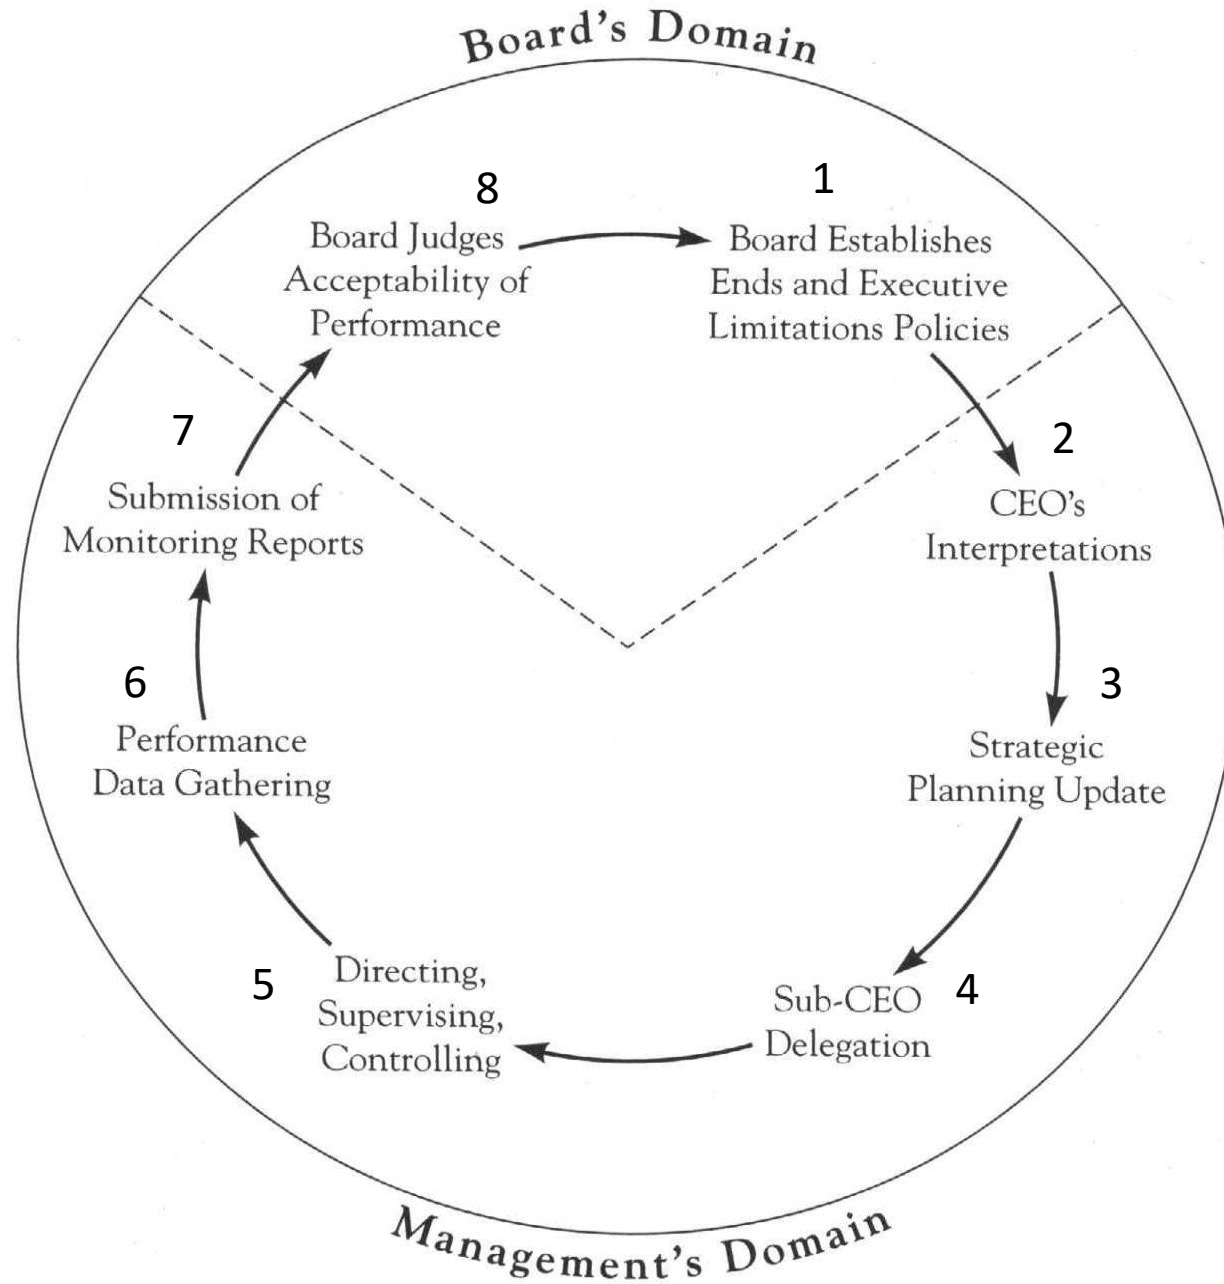 Board's Domain
8
Board Judges
Acceptability of
Performance
1
Board Establishes
Ends and Executive
Limitations Policies
2
CEO's
Interpretations
3
Strategic
Planning Update
4
Sub-CEO
Delegation
5
Directing,
Supervising,
Controlling
6
Performance
Data Gathering
7
Submission of
Monitoring Reports
Management's Domain